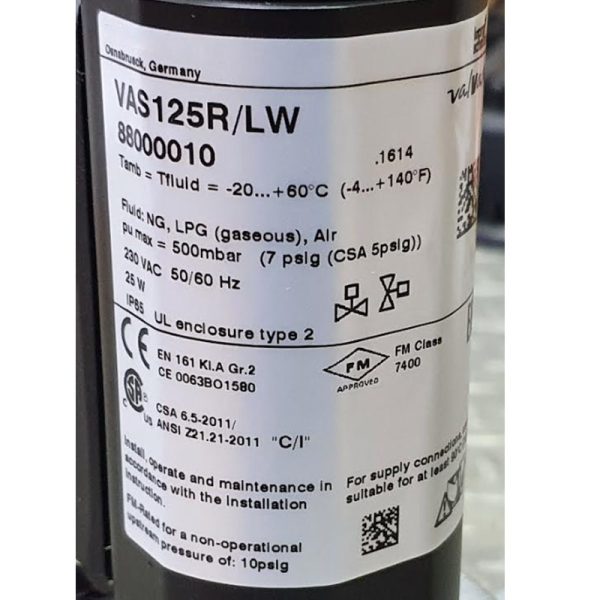 Osnabrueck, Germany
VAS125R/LW
88000010
.1614
Tamb = Tfluid = -20...+60°C (-4...+140°F)
Fluid: NG, LPG (gaseous), Air
pu max = 500mbar (7 psig (CSA 5psig))
230 VAC 50/60 Hz
25 W
IP65 UL enclosure type 2
CE
EN 161 Kl.A Gr.2
CE 0063BO1580
FM
APPROVED
FM Class
7400
CSA 6.5-2011/
ANSI Z21.21-2011 "C/I"
Install, operate and maintenance in
accordance with the installation
instruction.
FM-Rated for a non-operational
upstream pressure of: 10psig
For supply connections,
suitable for at least